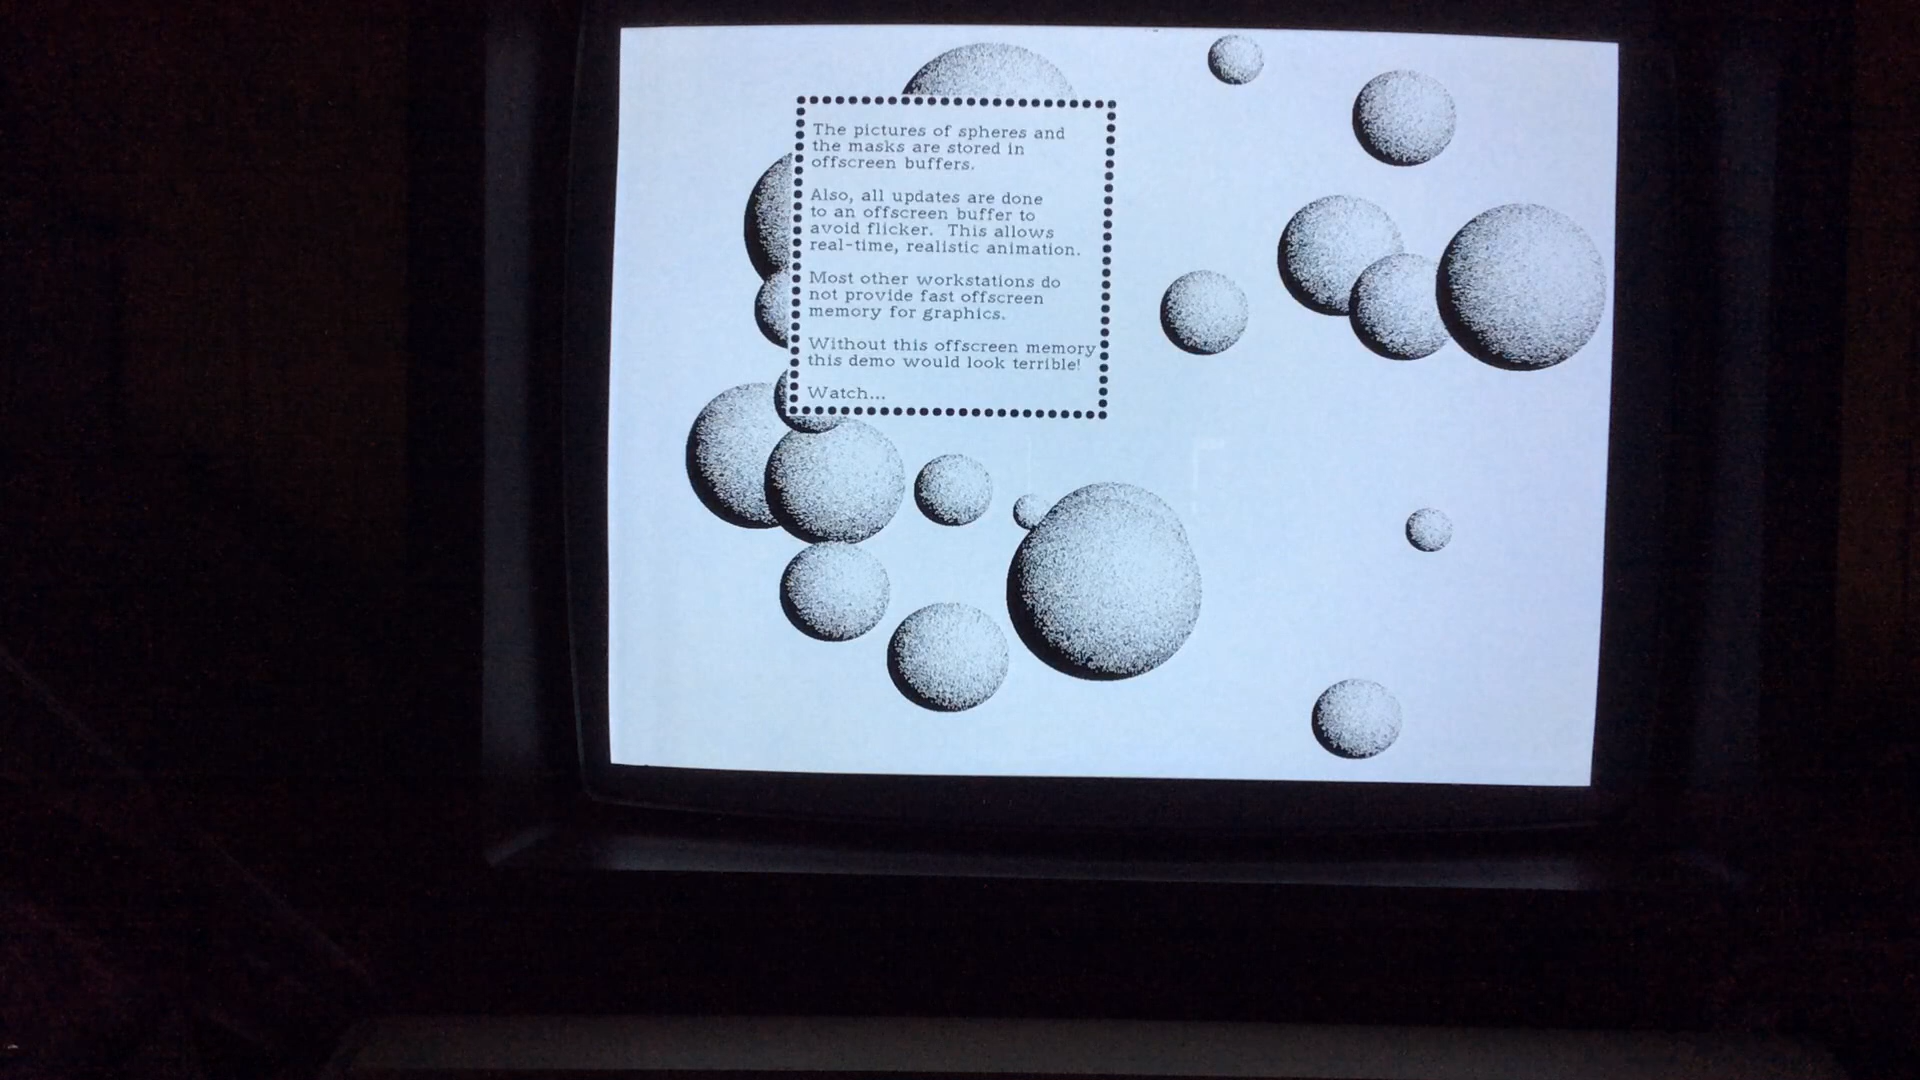 The pictures of spheres and
the masks are stored in
offscreen buffers.
Also, all updates are done
to an offscreen buffer to
avoid flicker.  This allows
real-time, realistic animation.
Most other workstations do
not provide fast offscreen
memory for graphics.
Without this offscreen memory
this demo would look terrible!
Watch...